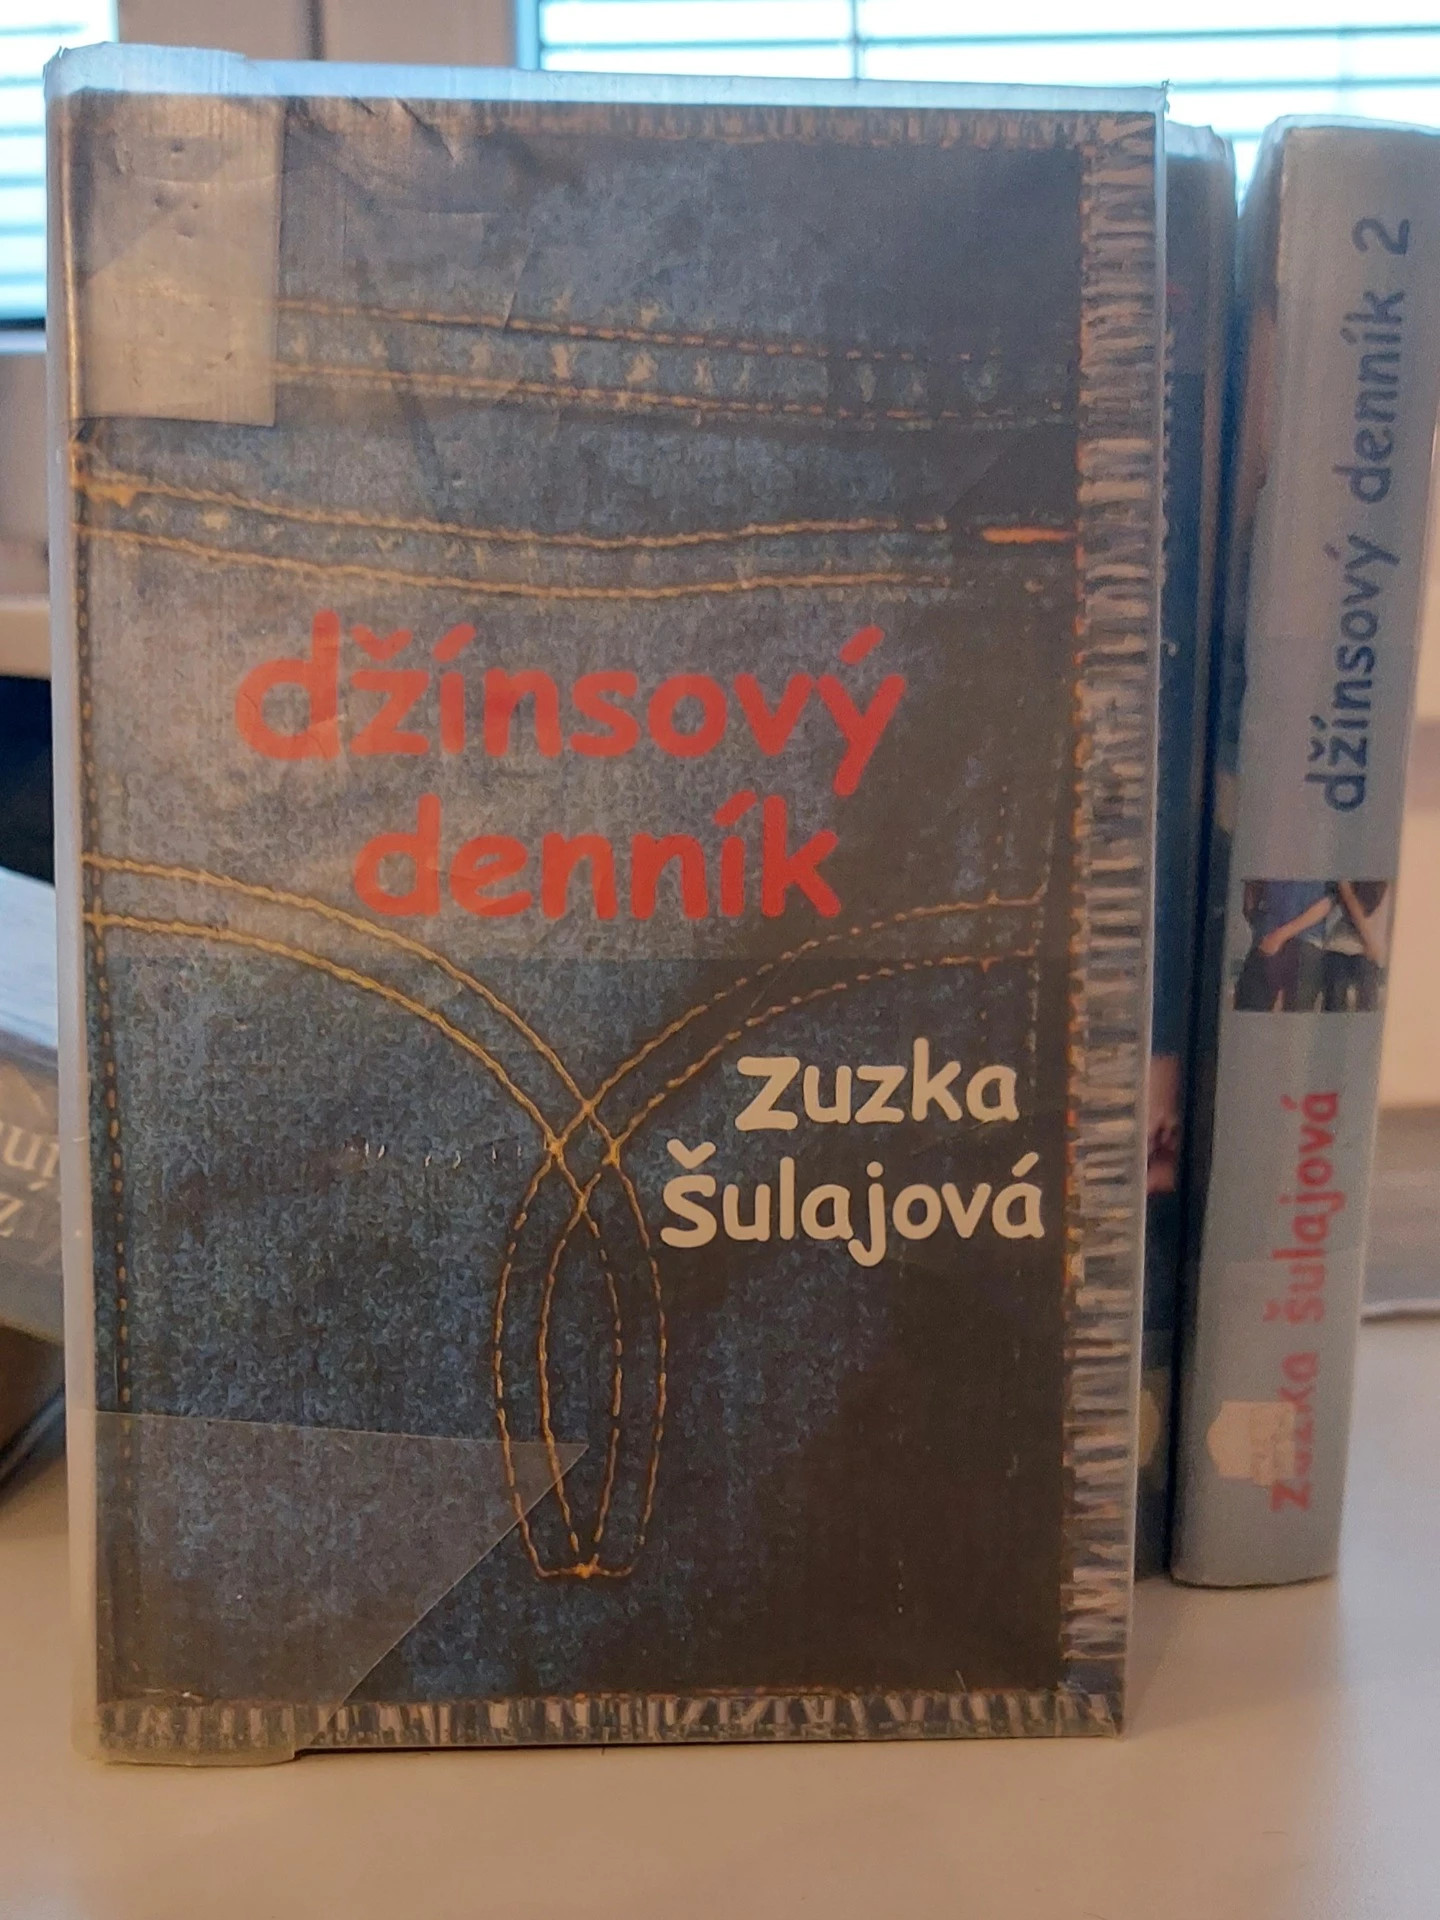 džínsový
denník
zuzka
šulajová
džínsový denník 2
zuzka šulajová